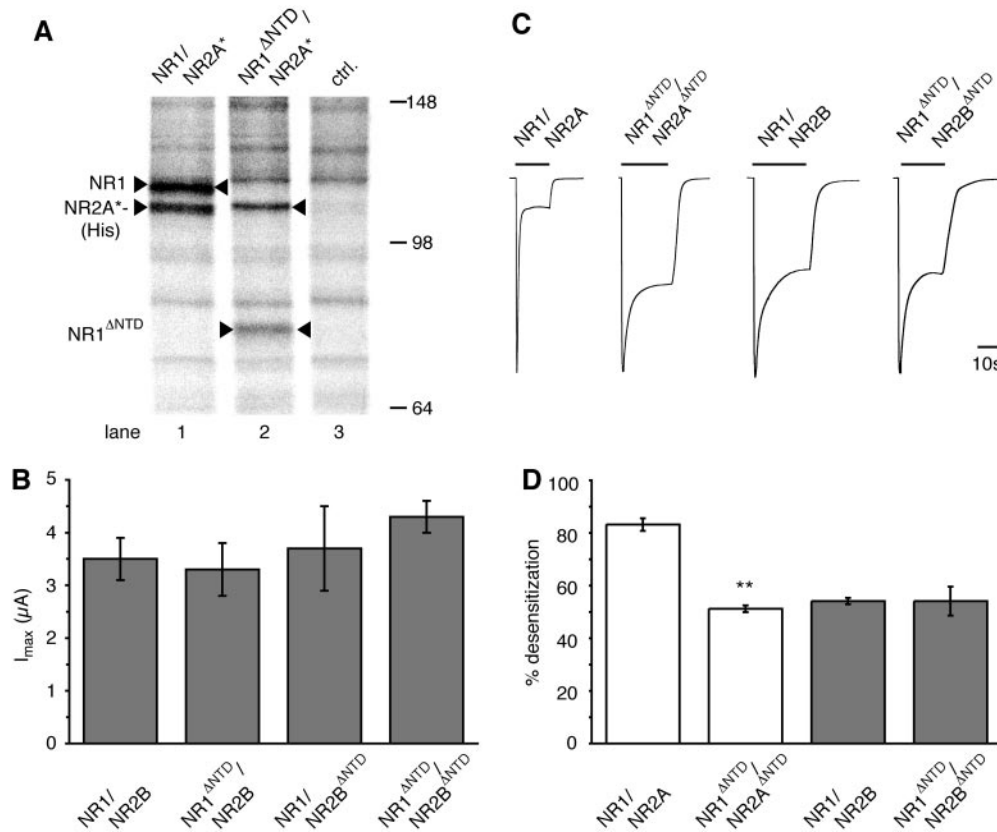 A
NR1/
NR2A*
NR1ΔNTD/
NR2A*
ctrl.
148
NR1
NR2A*-
(His)
98
NR1ΔNTD
64
lane 1 2 3
C
NR1/
NR2A
NR1ΔNTD/
NR2AΔNTD
NR1/
NR2B
NR1ΔNTD/
NR2BΔNTD
10s
B
5
4
3
2
1
0
Imax (µA)
NR1/
NR2B
NR1ΔNTD/
NR2B
NR1/
NR2BΔNTD
NR1ΔNTD/
NR2BΔNTD
D
100
80
60
40
20
0
% desensitization
**
NR1/
NR2A
NR1ΔNTD/
NR2AΔNTD
NR1/
NR2B
NR1ΔNTD/
NR2BΔNTD